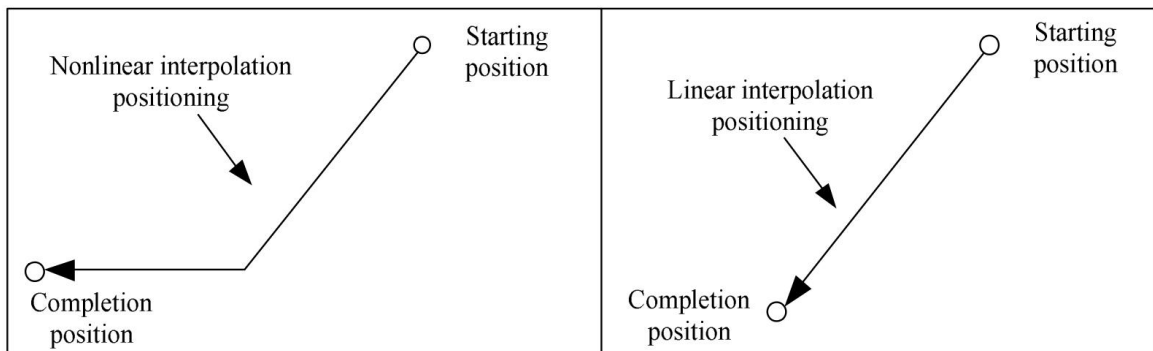 Starting
position
Nonlinear interpolation
positioning
Completion
position
Starting
position
Linear interpolation
positioning
Completion
position